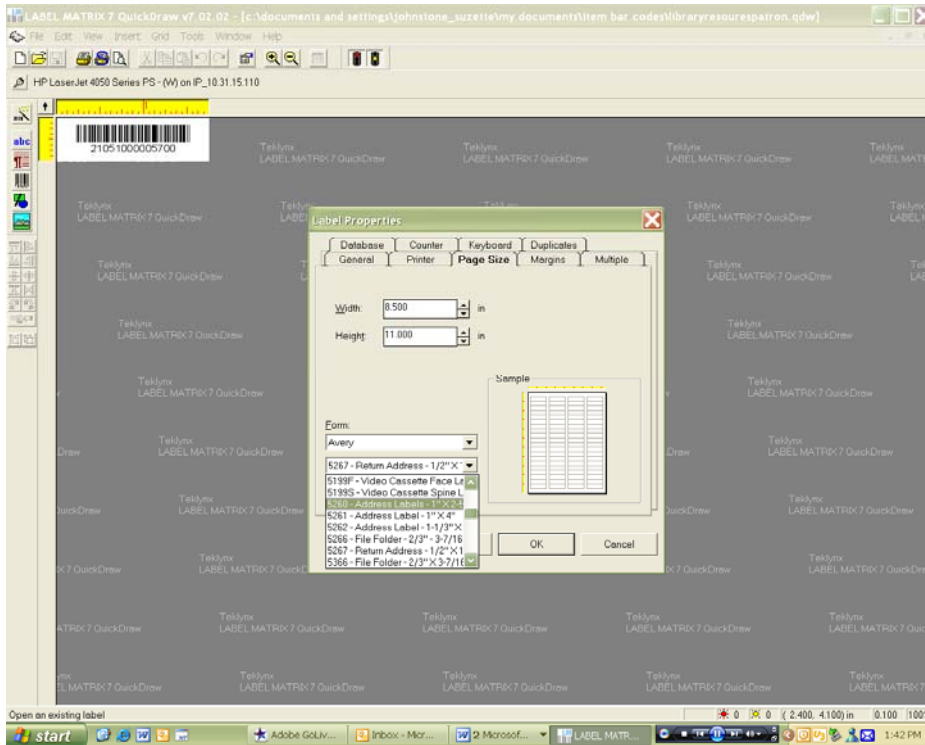 LABEL MATRIX 7 QuickDraw v7.02.02 - [c:\documents and settings\johnstone_suzette\my documents\item bar codes\libraryresourespatron.qdw]
File Edit View Insert Grid Tools Window Help
HP LaserJet 4050 Series PS - (W) on IP_10.31.15.110
abc
21051000005700
Teklynx
LABEL MATRIX 7 QuickDraw
Label Properties
Database Counter Keyboard Duplicates
General Printer Page Size Margins Multiple
Width: 8.500 in
Height: 11.000 in
Sample
Form:
Avery
5267 - Return Address - 1/2" X
5199F - Video Cassette Face La
5199S - Video Cassette Spine L
5260 - Address Labels - 1" X 2-5
5261 - Address Label - 1" X 4"
5262 - Address Label - 1-1/3" X
5266 - File Folder - 2/3" - 3-7/16
5267 - Return Address - 1/2" X 1
5366 - File Folder - 2/3" X 3-7/16
OK Cancel
Open an existing label
0 0 ( 2.400, 4.100) in 0.100 100
start
Adobe GoLiv... Inbox - Micr... 2 Microsof... LABEL MATR...
1:42 PM